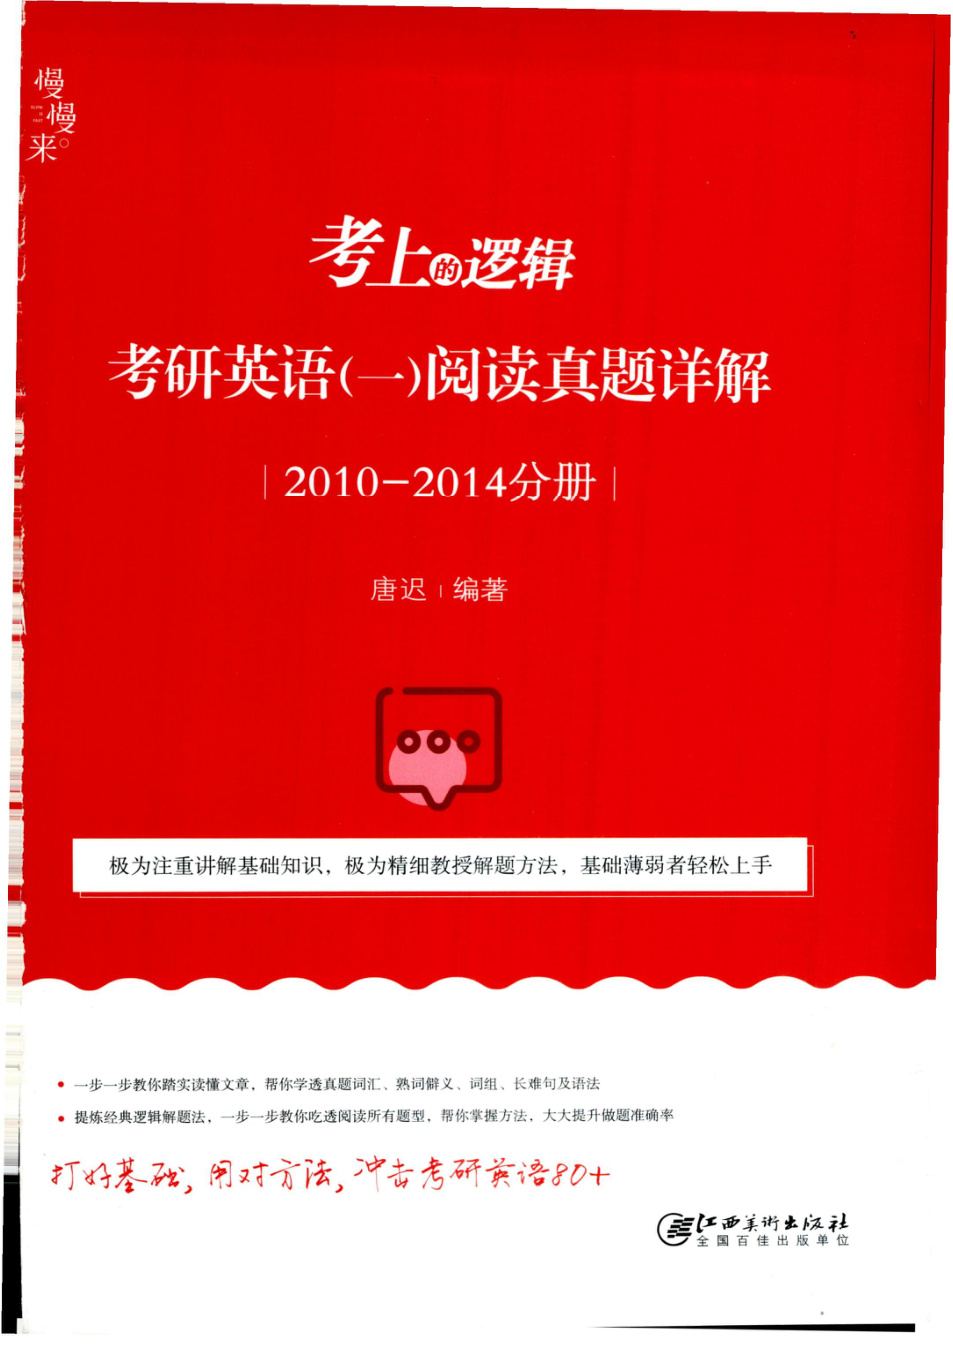 慢
慢
来。
考上的逻辑
考研英语(一)阅读真题详解
2010-2014分册
唐迟 编著
极为注重讲解基础知识，极为精细教授解题方法，基础薄弱者轻松上手
一步一步教你踏实读懂文章，帮你学透真题词汇、熟词僻义、词组、长难句及语法
提炼经典逻辑解题法，一步一步教你吃透阅读所有题型，帮你掌握方法，大大提升做题准确率
打好基础，用对方法，冲击考研英语80+
江西美术出版社
全国百佳出版单位